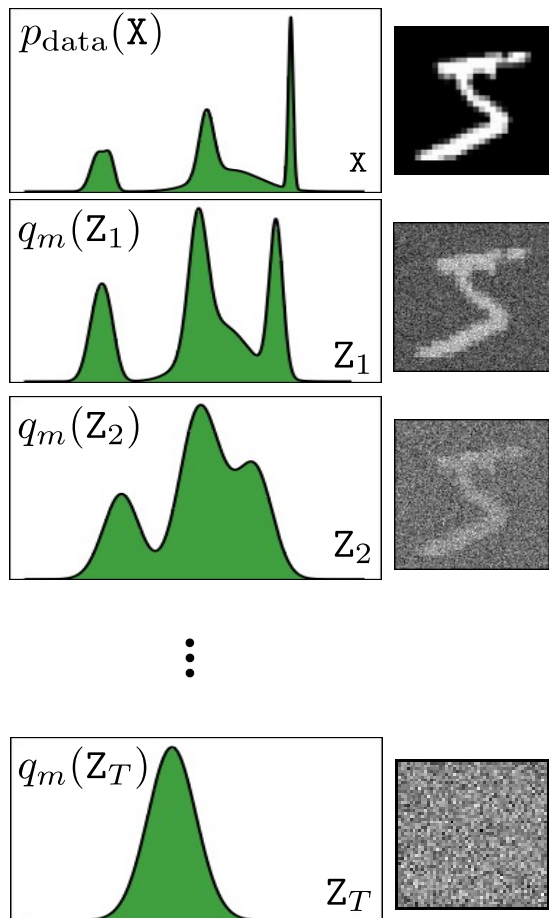 p_data(X)
X
q_m(Z_1)
Z_1
q_m(Z_2)
Z_2
⋮
q_m(Z_T)
Z_T